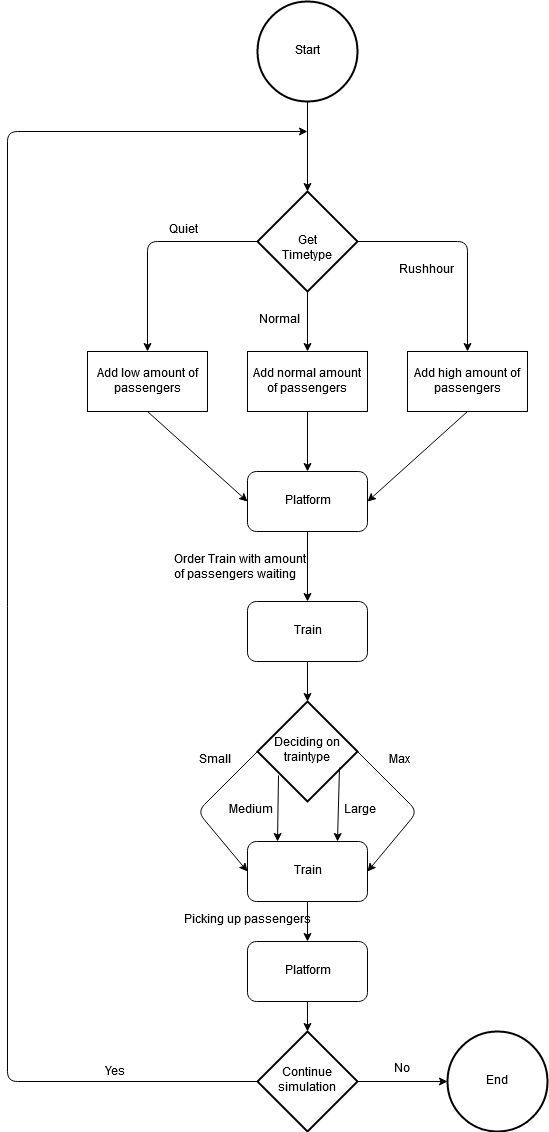 Start
Quiet
Get
Timetype
Rushhour
Normal
Add low amount of
passengers
Add normal amount
of passengers
Add high amount of
passengers
Platform
Order Train with amount
of passengers waiting
Train
Deciding on
traintype
Small
Max
Medium
Large
Train
Picking up passengers
Platform
Continue
simulation
Yes
No
End